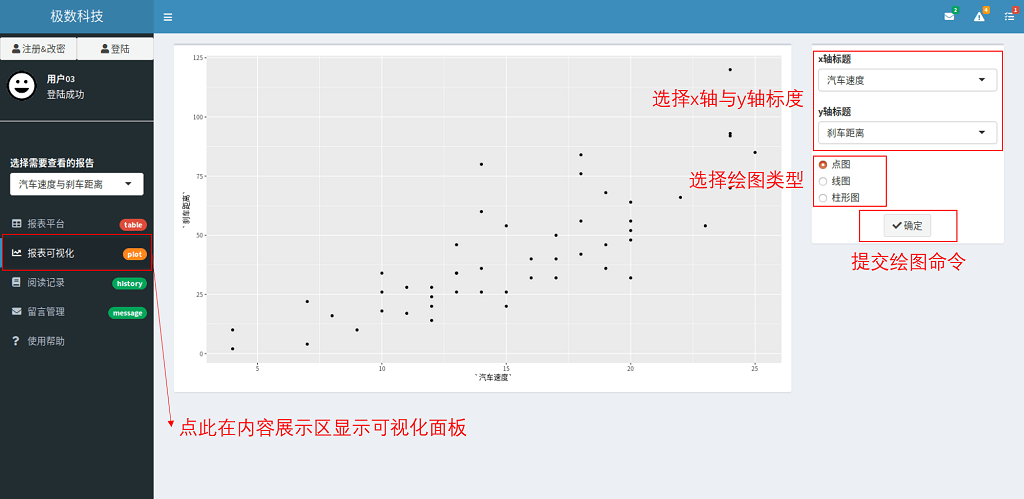 极数科技
2
4
1
注册&改密
登陆
用户03
登陆成功
选择需要查看的报告
汽车速度与刹车距离
报表平台 table
报表可视化 plot
阅读记录 history
留言管理 message
使用帮助
125
100
75
50
25
0
`刹车距离`
5 10 15 20 25
`汽车速度`
选择x轴与y轴标度
选择绘图类型
x轴标题
汽车速度
y轴标题
刹车距离
点图
线图
柱形图
确定
提交绘图命令
点此在内容展示区显示可视化面板